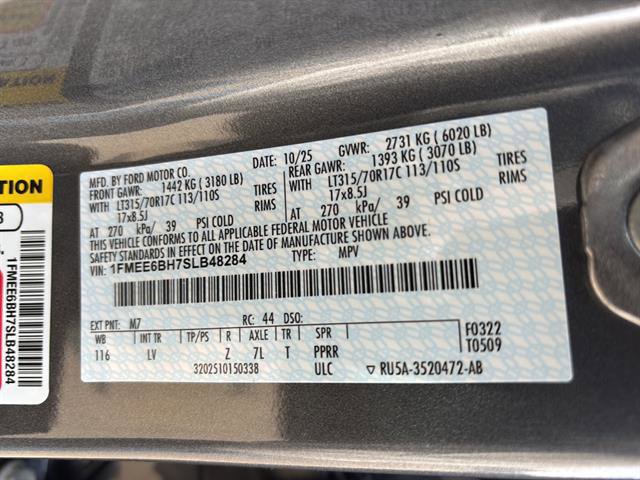 MFD. BY FORD MOTOR CO.
DATE: 10/25 GVWR: 2731 KG ( 6020 LB)
FRONT GAWR: 1442 KG ( 3180 LB) REAR GAWR: 1393 KG ( 3070 LB)
WITH LT315/70R17C 113/110S TIRES WITH LT315/70R17C 113/110S TIRES
17x8.5J RIMS 17x8.5J RIMS
AT 270 kPa/ 39 PSI COLD AT 270 kPa/ 39 PSI COLD
THIS VEHICLE CONFORMS TO ALL APPLICABLE FEDERAL MOTOR VEHICLE
SAFETY STANDARDS IN EFFECT ON THE DATE OF MANUFACTURE SHOWN ABOVE.
VIN: 1FMEE6BH7SLB48284 TYPE: MPV
EXT PNT: M7 RC: 44 DSO: F0322
WB INT TR TP/PS R AXLE TR SPR T0509
116 LV Z 7L T PPRR
3202510150338 ULC ▽ RU5A-3520472-AB
TION
1FMEE6BH7SLB48284